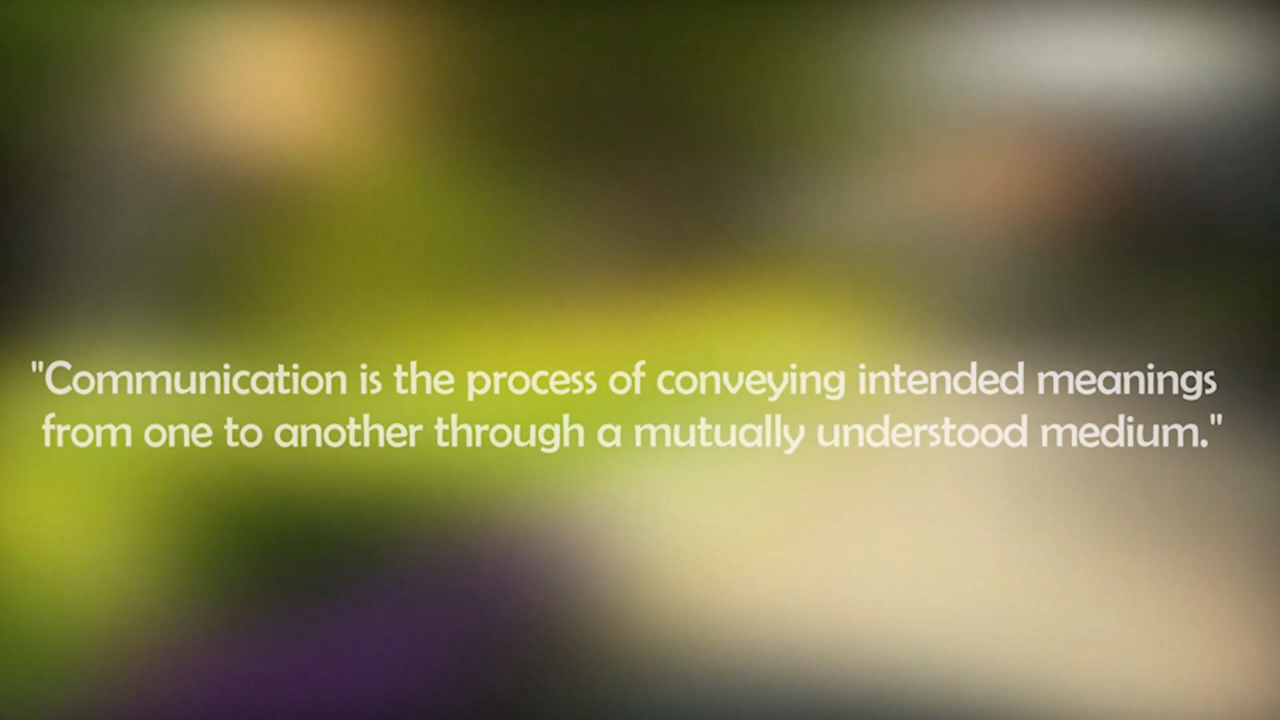 "Communication is the process of conveying intended meanings
from one to another through a mutually understood medium."